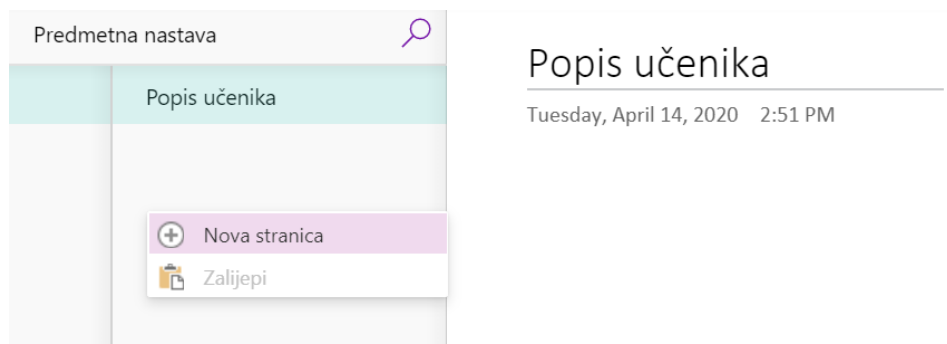 Predmetna nastava
Popis učenika
Nova stranica
Zalijepi
Popis učenika
Tuesday, April 14, 2020 2:51 PM